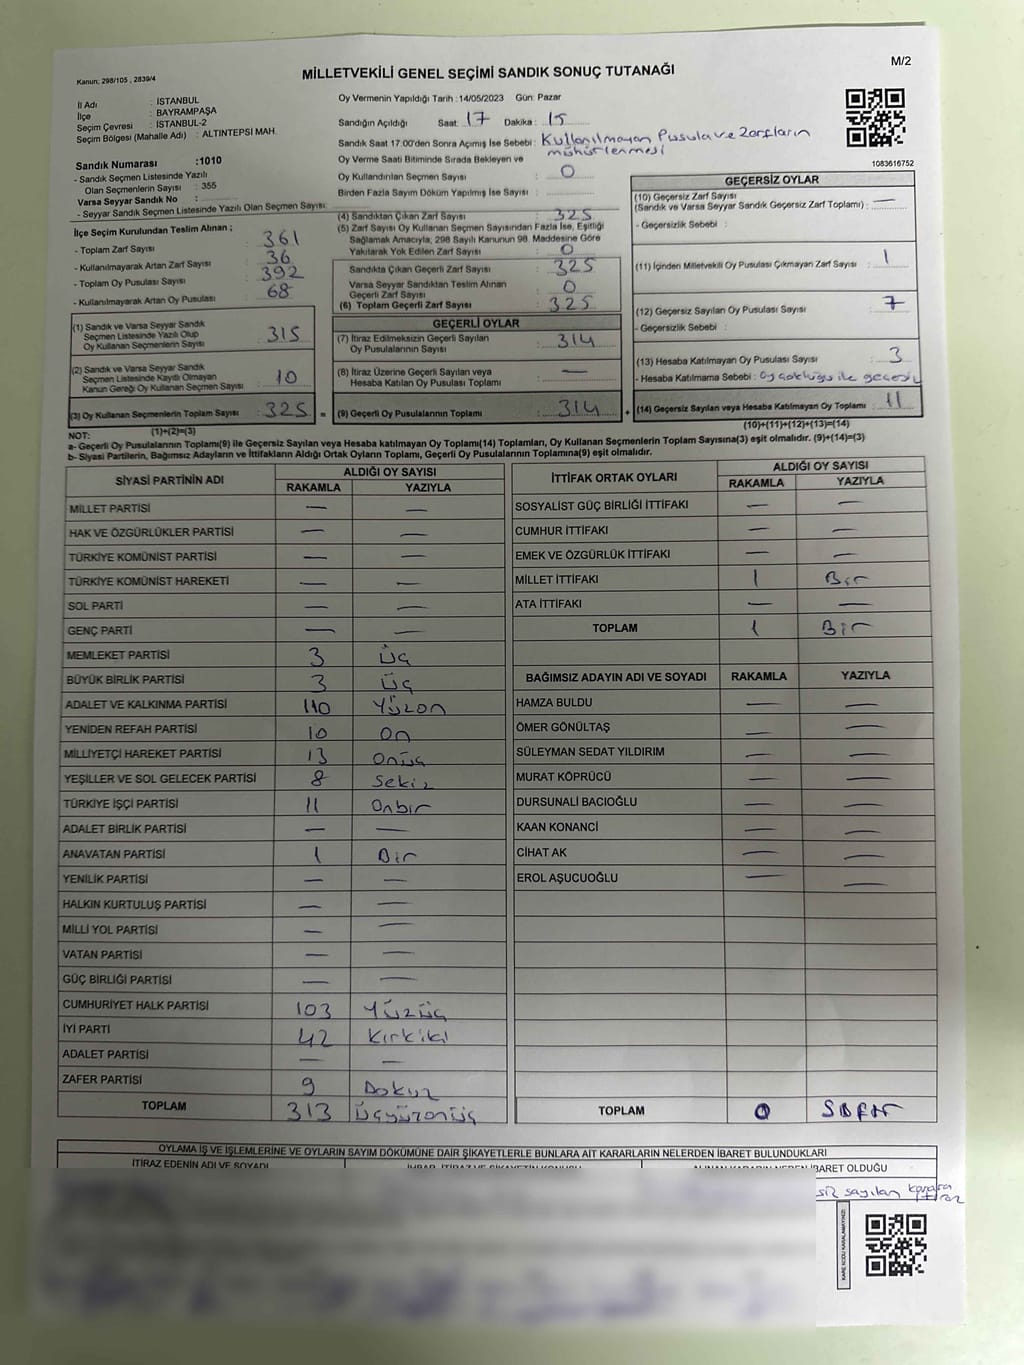 MİLLETVEKİLİ GENEL SEÇİMİ SANDIK SONUÇ TUTANAĞI
M/2
Kanun: 298/105 , 2839/4
İl Adı : İSTANBUL
İlçe : BAYRAMPAŞA
Seçim Çevresi : İSTANBUL-2
Seçim Bölgesi (Mahalle Adı) : ALTINTEPSİ MAH.
Oy Vermenin Yapıldığı Tarih :14/05/2023 Gün: Pazar
Sandığın Açıldığı Saat: 17 Dakika: 15
Sandık Saat 17:00'den Sonra Açılmış İse Sebebi: Kullanılmayan Pusula ve Zarfların
mühürlenmesi
Oy Verme Saati Bitiminde Sırada Bekleyen ve
Oy Kullandırılan Seçmen Sayısı : 0
Birden Fazla Sayım Döküm Yapılmış İse Sayısı :
1083616752
Sandık Numarası :1010
- Sandık Seçmen Listesinde Yazılı
Olan Seçmenlerin Sayısı : 355
Varsa Seyyar Sandık No :
- Seyyar Sandık Seçmen Listesinde Yazılı Olan Seçmen Sayısı:
İlçe Seçim Kurulundan Teslim Alınan ;
- Toplam Zarf Sayısı : 361
- Kullanılmayarak Artan Zarf Sayısı : 36
- Toplam Oy Pusulası Sayısı : 392
- Kullanılmayarak Artan Oy Pusulası : 68
(1) Sandık ve Varsa Seyyar Sandık
Seçmen Listesinde Yazılı Olup
Oy Kullanan Seçmenlerin Sayısı : 315
(2) Sandık ve Varsa Seyyar Sandık
Seçmen Listesinde Kayıtlı Olmayan
Kanun Gereği Oy Kullanan Seçmen Sayısı : 10
(3) Oy Kullanan Seçmenlerin Toplam Sayısı : 325 =
(1)+(2)=(3)
(4) Sandıktan Çıkan Zarf Sayısı : 325
(5) Zarf Sayısı Oy Kullanan Seçmen Sayısından Fazla İse, Eşitliği
Sağlamak Amacıyla, 298 Sayılı Kanunun 98. Maddesine Göre
Yakılarak Yok Edilen Zarf Sayısı : 0
Sandıkta Çıkan Geçerli Zarf Sayısı : 325
Varsa Seyyar Sandıktan Teslim Alınan
Geçerli Zarf Sayısı : 0
(6) Toplam Geçerli Zarf Sayısı : 325
GEÇERLİ OYLAR
(7) İtiraz Edilmeksizin Geçerli Sayılan
Oy Pusulalarının Sayısı : 314
(8) İtiraz Üzerine Geçerli Sayılan veya
Hesaba Katılan Oy Pusulası Toplamı : —
(9) Geçerli Oy Pusulalarının Toplamı : 314 +
GEÇERSİZ OYLAR
(10) Geçersiz Zarf Sayısı
(Sandık ve Varsa Seyyar Sandık Geçersiz Zarf Toplamı) : —
- Geçersizlik Sebebi :
(11) İçinden Milletvekili Oy Pusulası Çıkmayan Zarf Sayısı : 1
(12) Geçersiz Sayılan Oy Pusulası Sayısı : 7
- Geçersizlik Sebebi :
(13) Hesaba Katılmayan Oy Pusulası Sayısı : 3
- Hesaba Katılmama Sebebi : oy çokluğu ile
(14) Geçersiz Sayılan veya Hesaba Katılmayan Oy Toplamı : 11
(10)+(11)+(12)+(13)=(14)
NOT:
a- Geçerli Oy Pusulalarının Toplamı(9) ile Geçersiz Sayılan veya Hesaba katılmayan Oy Toplamı(14) Toplamları, Oy Kullanan Seçmenlerin Toplam Sayısına(3) eşit olmalıdır. (9)+(14)=(3)
b- Siyasi Partilerin, Bağımsız Adayların ve İttifakların Aldığı Ortak Oyların Toplamı, Geçerli Oy Pusulalarının Toplamına(9) eşit olmalıdır.
SİYASİ PARTİNİN ADI
ALDIĞI OY SAYISI
RAKAMLA YAZIYLA
MİLLET PARTİSİ — —
HAK VE ÖZGÜRLÜKLER PARTİSİ — —
TÜRKİYE KOMÜNİST PARTİSİ — —
TÜRKİYE KOMÜNİST HAREKETİ — —
SOL PARTİ — —
GENÇ PARTİ — —
MEMLEKET PARTİSİ 3 üç
BÜYÜK BİRLİK PARTİSİ 3 üç
ADALET VE KALKINMA PARTİSİ 110 Yüzon
YENİDEN REFAH PARTİSİ 10 On
MİLLİYETÇİ HAREKET PARTİSİ 13 Onüç
YEŞİLLER VE SOL GELECEK PARTİSİ 8 Sekiz
TÜRKİYE İŞÇİ PARTİSİ 11 Onbir
ADALET BİRLİK PARTİSİ — —
ANAVATAN PARTİSİ 1 Bir
YENİLİK PARTİSİ — —
HALKIN KURTULUŞ PARTİSİ — —
MİLLİ YOL PARTİSİ — —
VATAN PARTİSİ — —
GÜÇ BİRLİĞİ PARTİSİ — —
CUMHURİYET HALK PARTİSİ 103 Yüzüç
İYİ PARTİ 42 Kırkiki
ADALET PARTİSİ — —
ZAFER PARTİSİ 9 Dokuz
TOPLAM 313 üçyüzonüç
İTTİFAK ORTAK OYLARI
ALDIĞI OY SAYISI
RAKAMLA YAZIYLA
SOSYALİST GÜÇ BİRLİĞİ İTTİFAKI — —
CUMHUR İTTİFAKI — —
EMEK VE ÖZGÜRLÜK İTTİFAKI — —
MİLLET İTTİFAKI 1 Bir
ATA İTTİFAKI — —
TOPLAM 1 Bir
BAĞIMSIZ ADAYIN ADI VE SOYADI RAKAMLA YAZIYLA
HAMZA BULDU — —
ÖMER GÖNÜLTAŞ — —
SÜLEYMAN SEDAT YILDIRIM — —
MURAT KÖPRÜCÜ — —
DURSUNALİ BACIOĞLU — —
KAAN KONANCİ — —
CİHAT AK — —
EROL AŞUCUOĞLU — —
TOPLAM 0 SIFIR
OYLAMA İŞ VE İŞLEMLERİNE VE OYLARIN SAYIM DÖKÜMÜNE DAİR ŞİKAYETLERLE BUNLARA AİT KARARLARIN NELERDEN İBARET BULUNDUKLARI
İTİRAZ EDENİN ADI VE SOYADI
İBARET OLDUĞU
sayılan karara